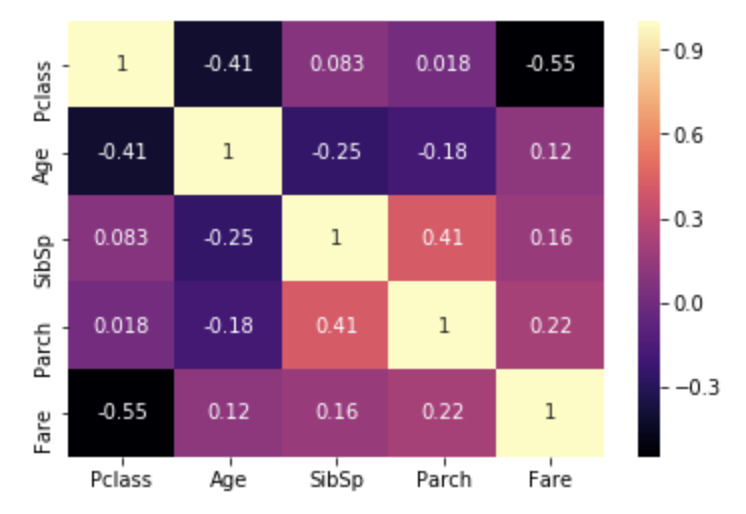 Pclass 1 -0.41 0.083 0.018 -0.55
Age -0.41 1 -0.25 -0.18 0.12
SibSp 0.083 -0.25 1 0.41 0.16
Parch 0.018 -0.18 0.41 1 0.22
Fare -0.55 0.12 0.16 0.22 1
Pclass Age SibSp Parch Fare
0.9
0.6
0.3
0.0
−0.3